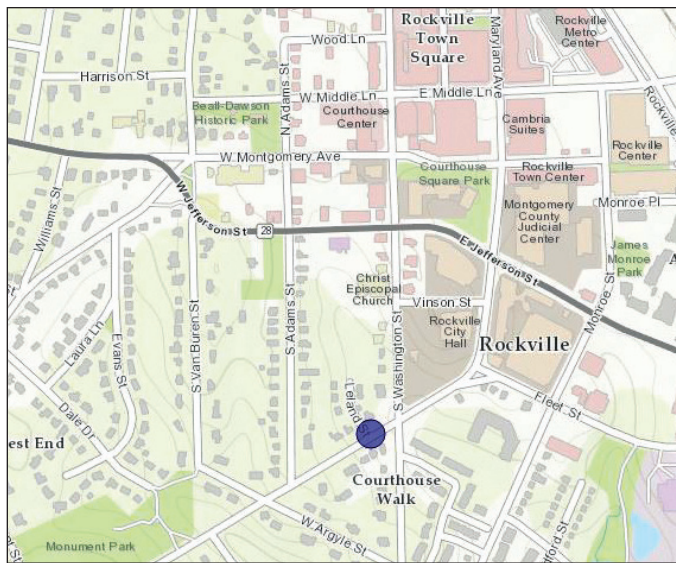 Rockville
Town
Square
Rockville
Metro
Center
Wood Ln
Maryland Ave
Harrison St
N Adams St
W Middle Ln
E Middle Ln
Beall-Dawson
Historic Park
Courthouse
Center
Cambria
Suites
Rockville
Rockville
Center
W Montgomery Ave
Courthouse
Square Park
Rockville
Town Center
Williams St
W Jefferson St
28
Montgomery
County
Judicial
Center
Monroe Pl
E Jefferson St
James
Monroe
Park
Christ
Episcopal
Church
Vinson St
Monroe St
S Adams St
S Van Buren St
Laura Ln
Evans St
Rockville
City
Hall
Rockville
S Washington St
Leland St
Fleet St
Dale Dr
est End
Courthouse
Walk
W Argyle St
Monument Park